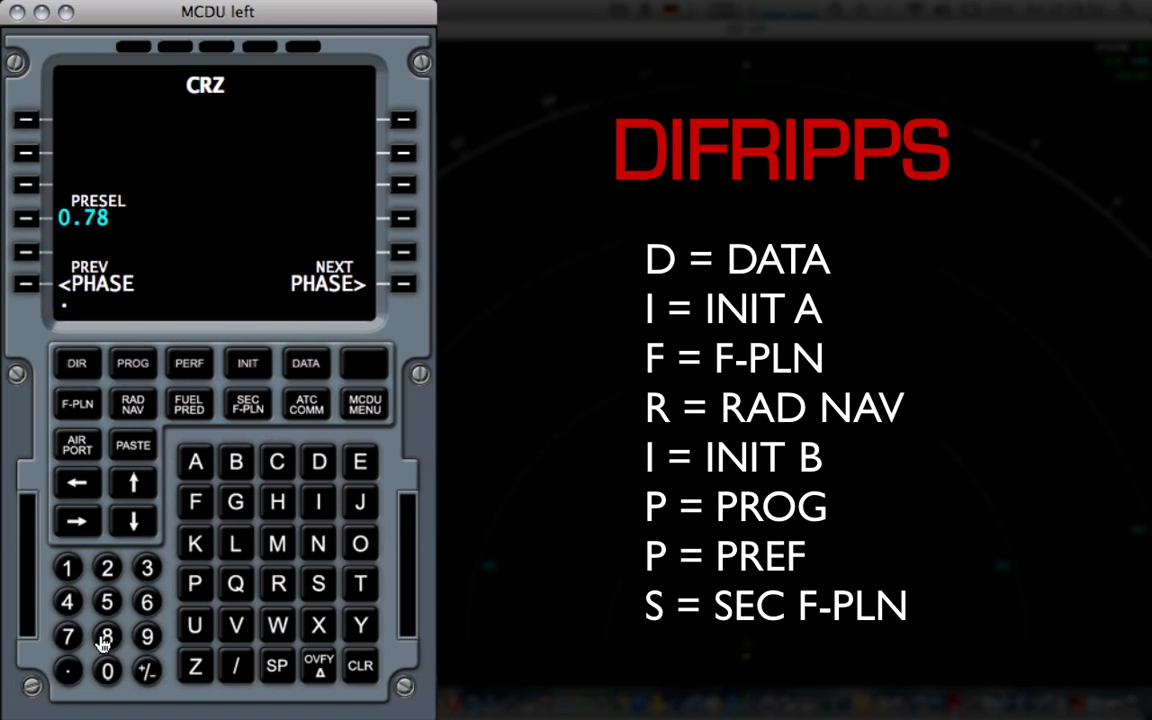 MCDU left
CRZ
PRESEL
0.78
PREV NEXT
<PHASE PHASE>
.
DIR PROG PERF INIT DATA
F-PLN RAD NAV FUEL PRED SEC F-PLN ATC COMM MCDU MENU
AIR PORT PASTE
A B C D E
← ↑ F G H I J
→ ↓ K L M N O
1 2 3 P Q R S T
4 5 6 U V W X Y
7 8 9 Z / SP OVFY Δ CLR
. 0 +/-
DIFRIPPS
D = DATA
I = INIT A
F = F-PLN
R = RAD NAV
I = INIT B
P = PROG
P = PREF
S = SEC F-PLN